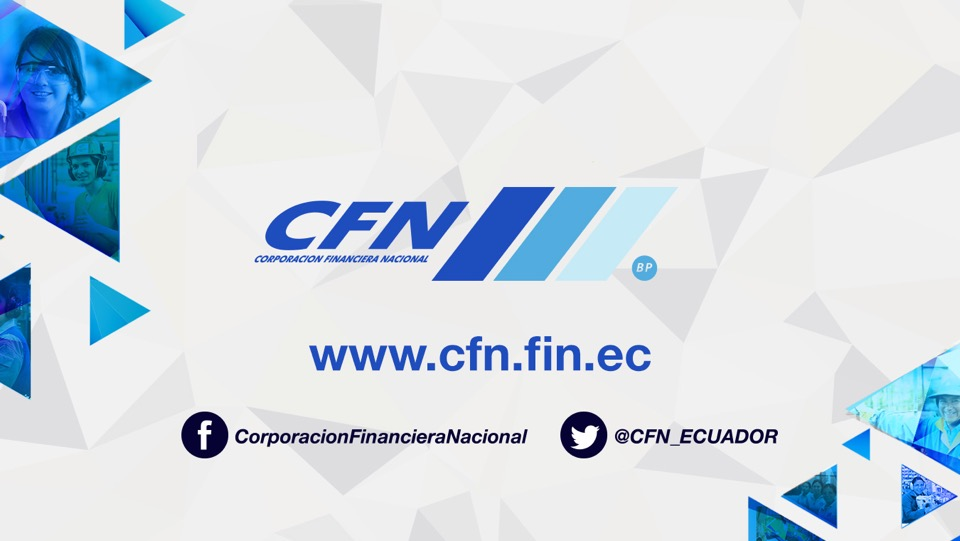 CFN
CORPORACION FINANCIERA NACIONAL
BP
www.cfn.fin.ec
CorporacionFinancieraNacional
@CFN_ECUADOR